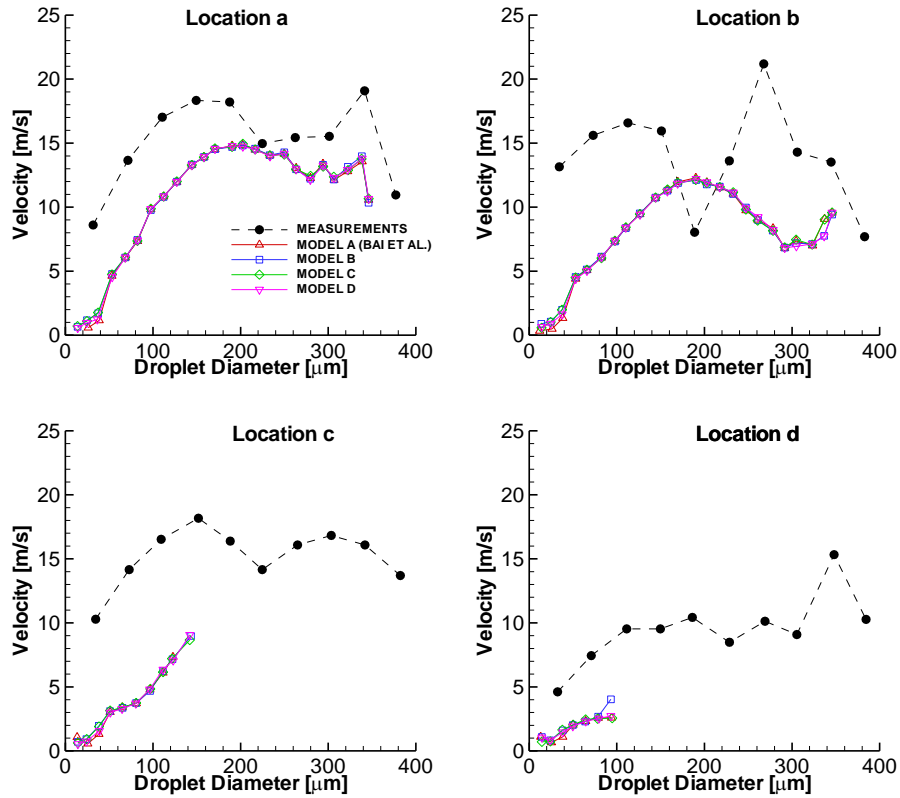 Location a
Velocity [m/s]
25
20
15
10
5
0
0 100 200 300 400
Droplet Diameter [μm]
MEASUREMENTS
MODEL A (BAI ET AL.)
MODEL B
MODEL C
MODEL D
Location b
Velocity [m/s]
25
20
15
10
5
0
0 100 200 300 400
Droplet Diameter [μm]
Location c
Velocity [m/s]
25
20
15
10
5
0
0 100 200 300 400
Droplet Diameter [μm]
Location d
Velocity [m/s]
25
20
15
10
5
0
0 100 200 300 400
Droplet Diameter [μm]